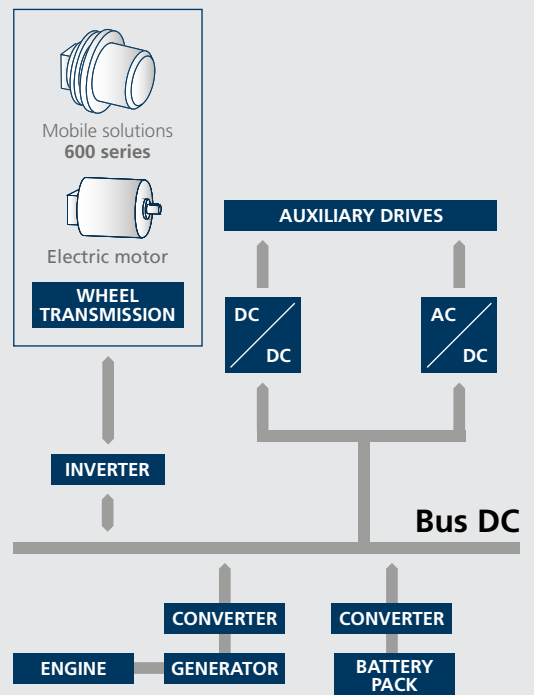 Mobile solutions
600 series
Electric motor
WHEEL
TRANSMISSION
AUXILIARY DRIVES
DC
DC
AC
DC
INVERTER
Bus DC
CONVERTER
CONVERTER
ENGINE
GENERATOR
BATTERY
PACK